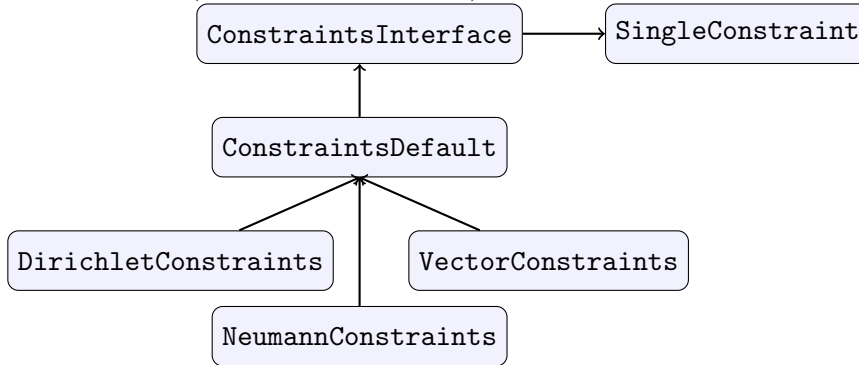 ConstraintsInterface
SingleConstraint
ConstraintsDefault
DirichletConstraints
VectorConstraints
NeumannConstraints